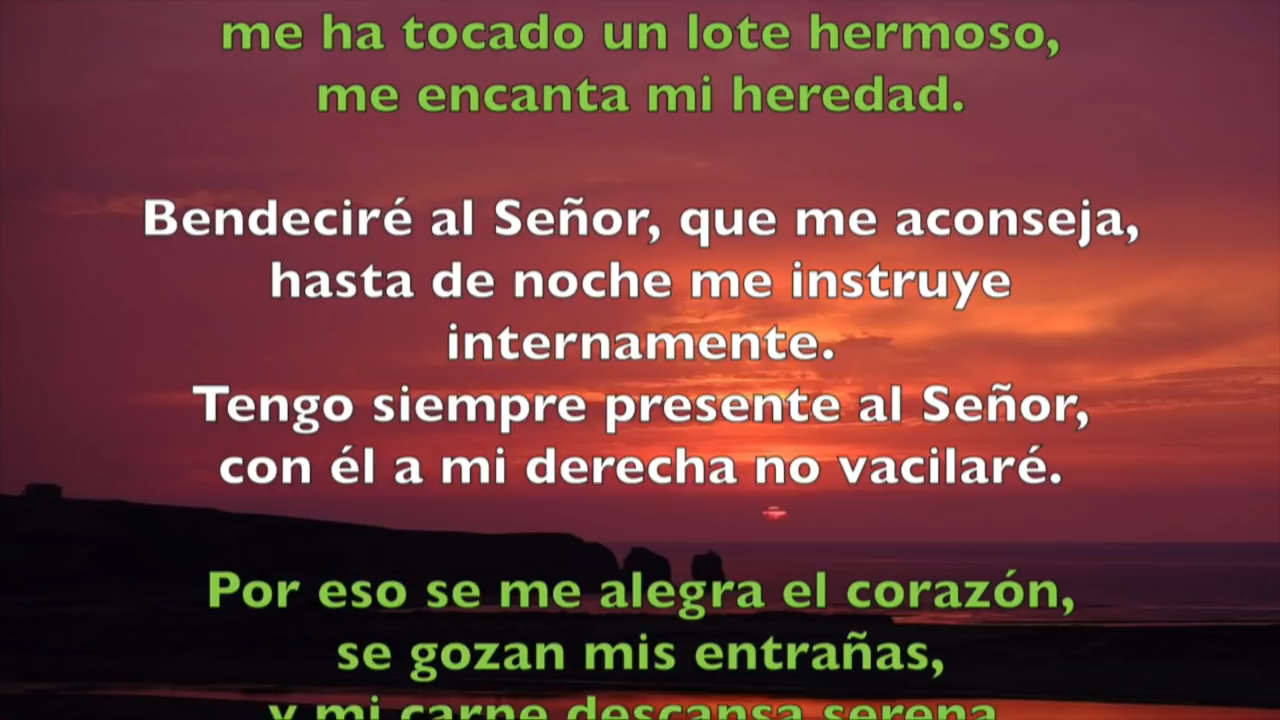 me ha tocado un lote hermoso,
me encanta mi heredad.
Bendeciré al Señor, que me aconseja,
hasta de noche me instruye
internamente.
Tengo siempre presente al Señor,
con él a mi derecha no vacilaré.
Por eso se me alegra el corazón,
se gozan mis entrañas,
y mi carne descansa serena